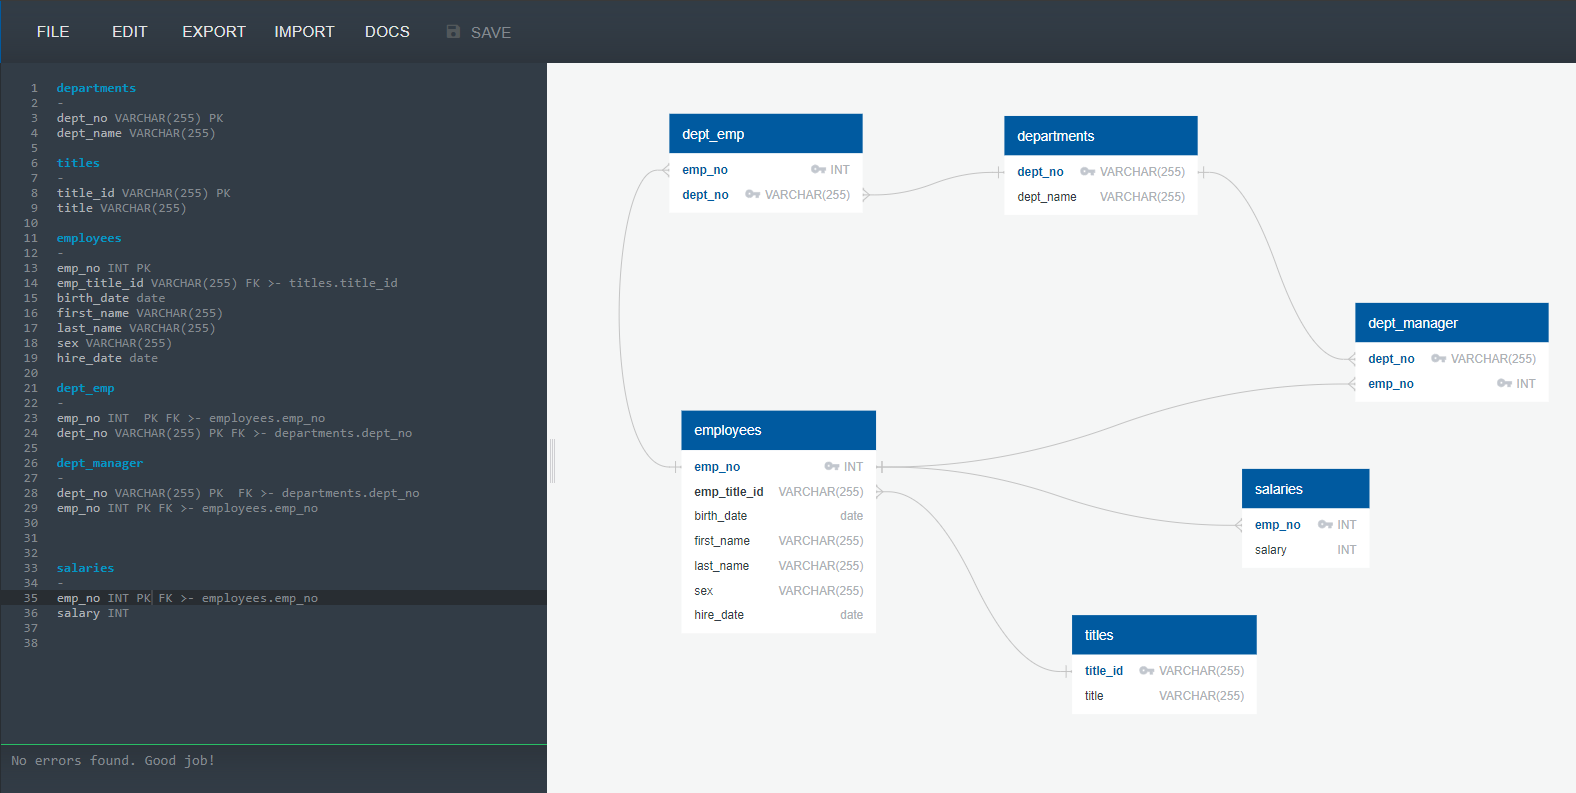 FILE EDIT EXPORT IMPORT DOCS SAVE
1 departments
2 -
3 dept_no VARCHAR(255) PK
4 dept_name VARCHAR(255)
5
6 titles
7 -
8 title_id VARCHAR(255) PK
9 title VARCHAR(255)
10
11 employees
12 -
13 emp_no INT PK
14 emp_title_id VARCHAR(255) FK >- titles.title_id
15 birth_date date
16 first_name VARCHAR(255)
17 last_name VARCHAR(255)
18 sex VARCHAR(255)
19 hire_date date
20
21 dept_emp
22 -
23 emp_no INT  PK FK >- employees.emp_no
24 dept_no VARCHAR(255) PK FK >- departments.dept_no
25
26 dept_manager
27 -
28 dept_no VARCHAR(255) PK  FK >- departments.dept_no
29 emp_no INT PK FK >- employees.emp_no
30
31
32
33 salaries
34 -
35 emp_no INT PK FK >- employees.emp_no
36 salary INT
37
38
No errors found. Good job!
dept_emp
emp_no INT
dept_no VARCHAR(255)
departments
dept_no VARCHAR(255)
dept_name VARCHAR(255)
dept_manager
dept_no VARCHAR(255)
emp_no INT
employees
emp_no INT
emp_title_id VARCHAR(255)
birth_date date
first_name VARCHAR(255)
last_name VARCHAR(255)
sex VARCHAR(255)
hire_date date
salaries
emp_no INT
salary INT
titles
title_id VARCHAR(255)
title VARCHAR(255)